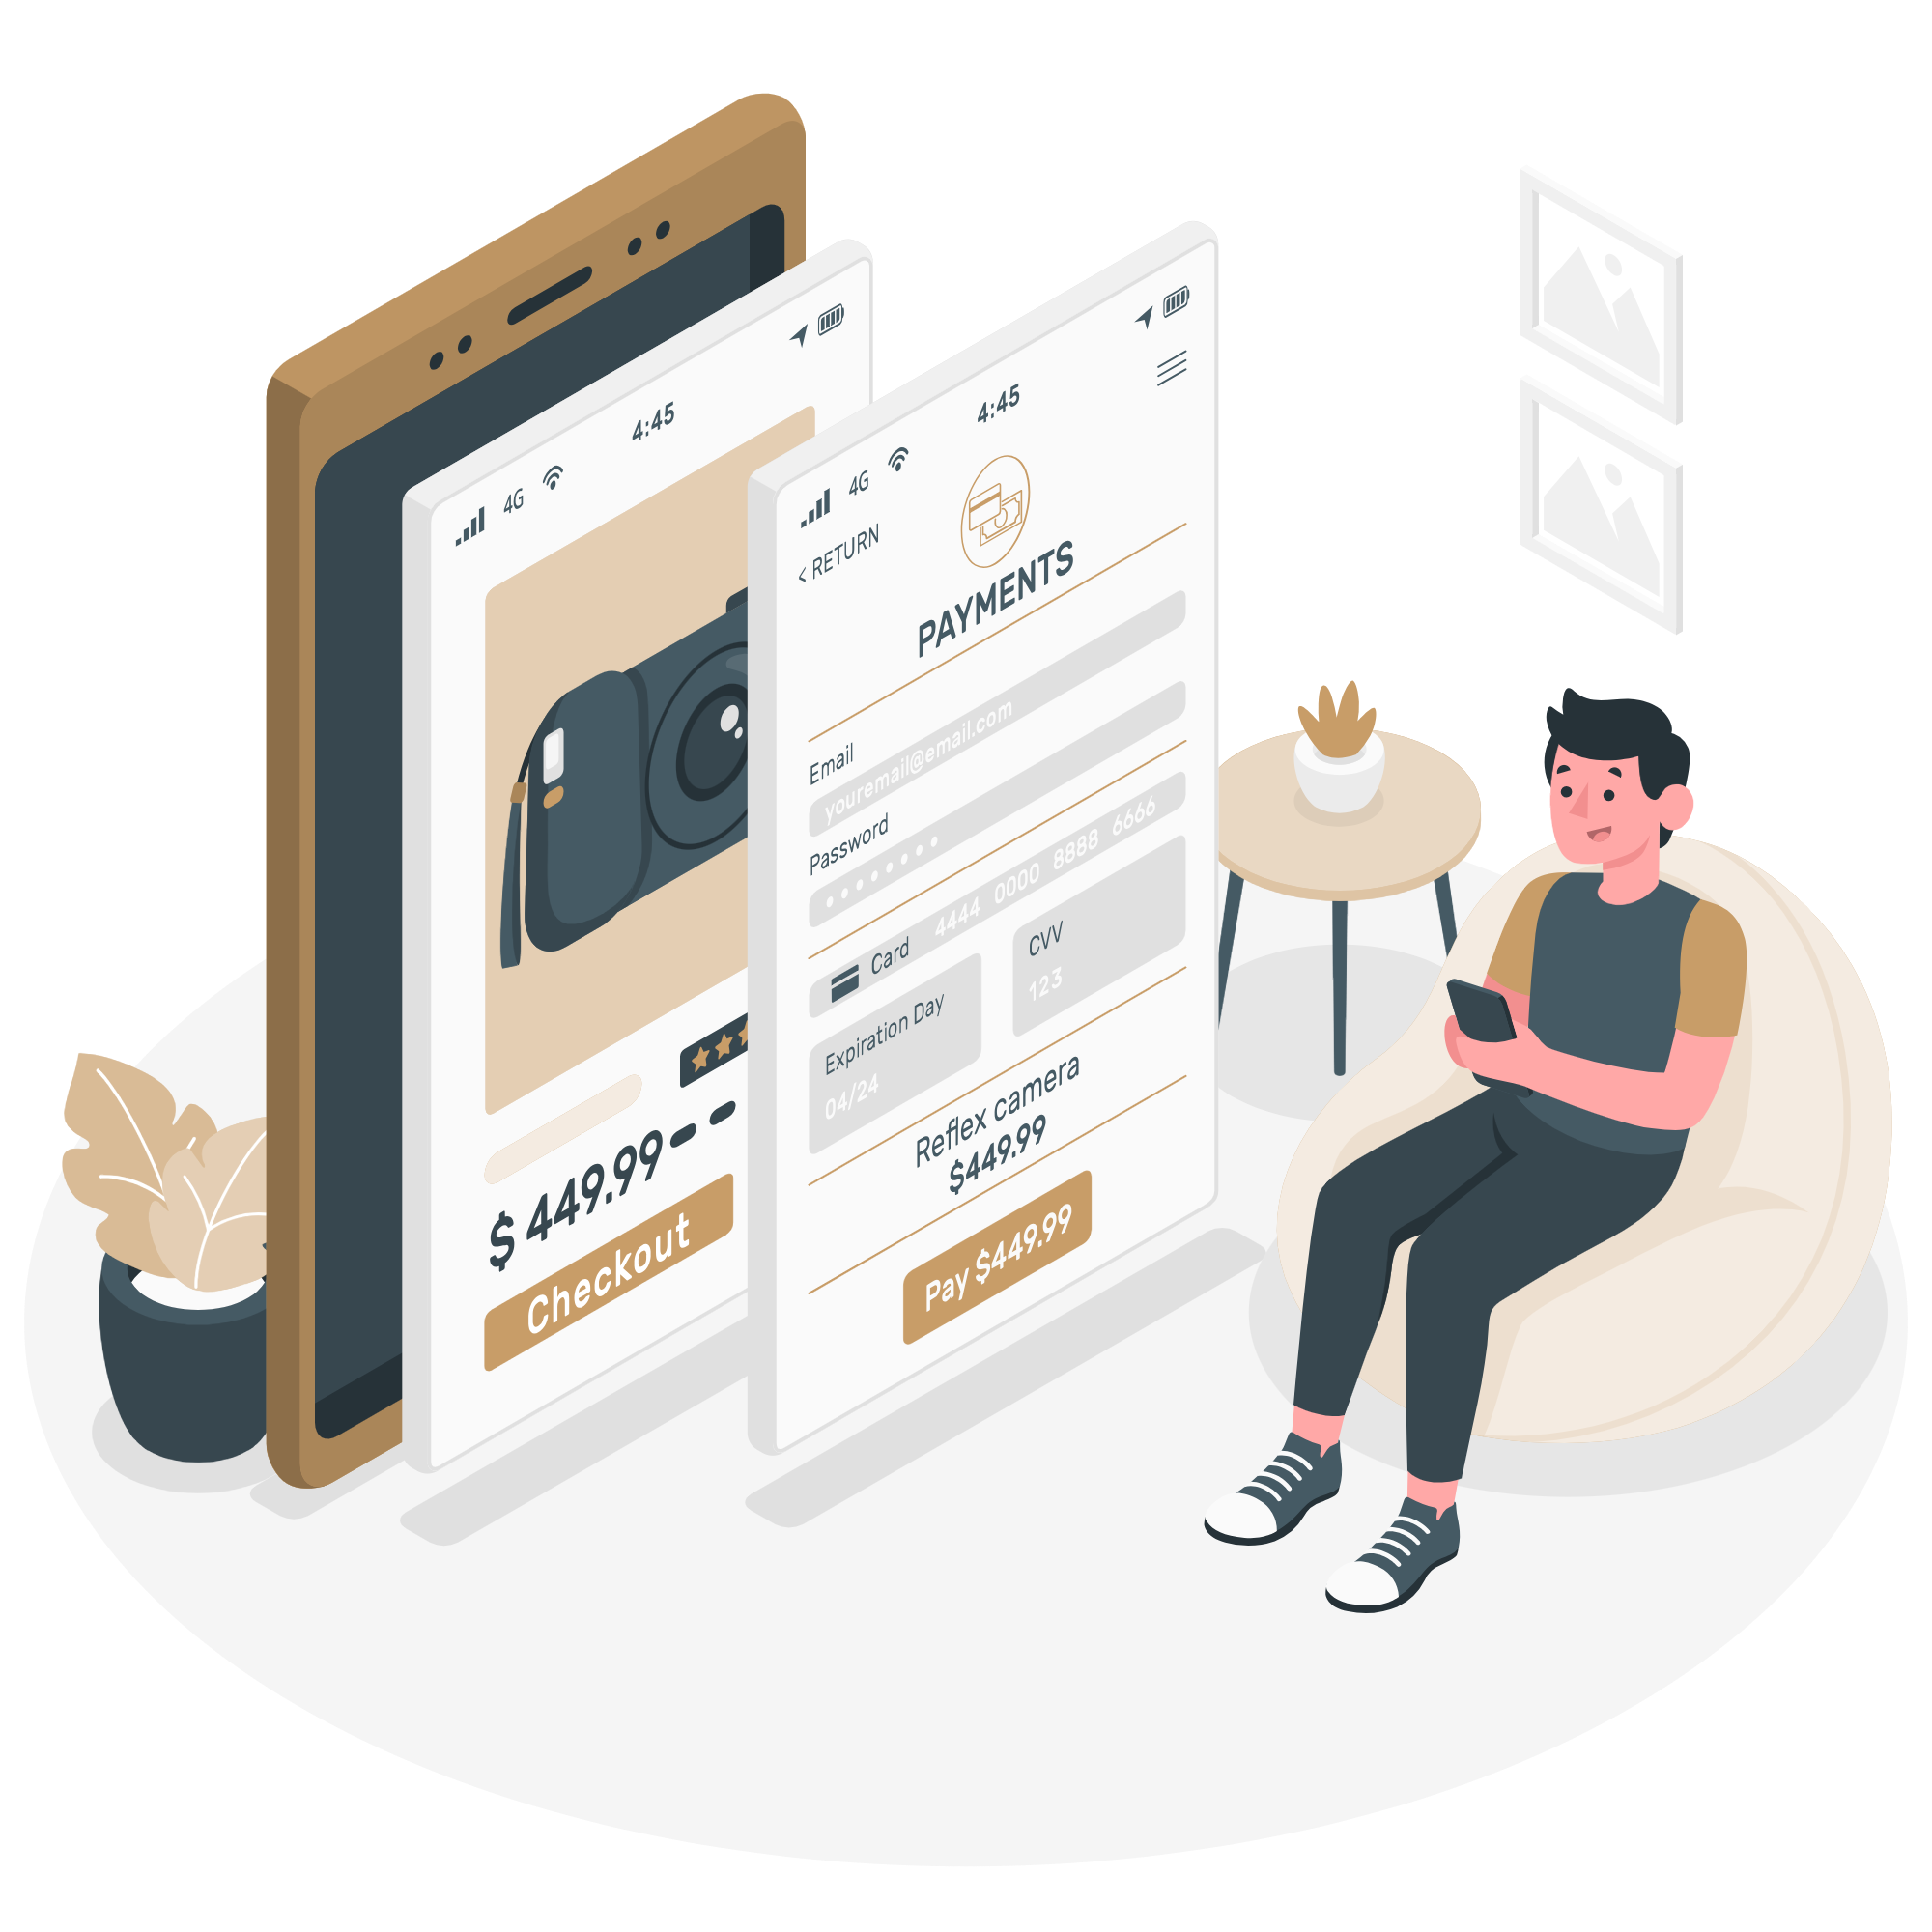 4G
4:45
$ 449.99
Checkout
4G
4:45
< RETURN
PAYMENTS
Email
youremail@email.com
Password
Card 4444 0000 8888 6666
Expiration Day
04/24
CVV
123
Reflex camera
$449.99
Pay $449.99